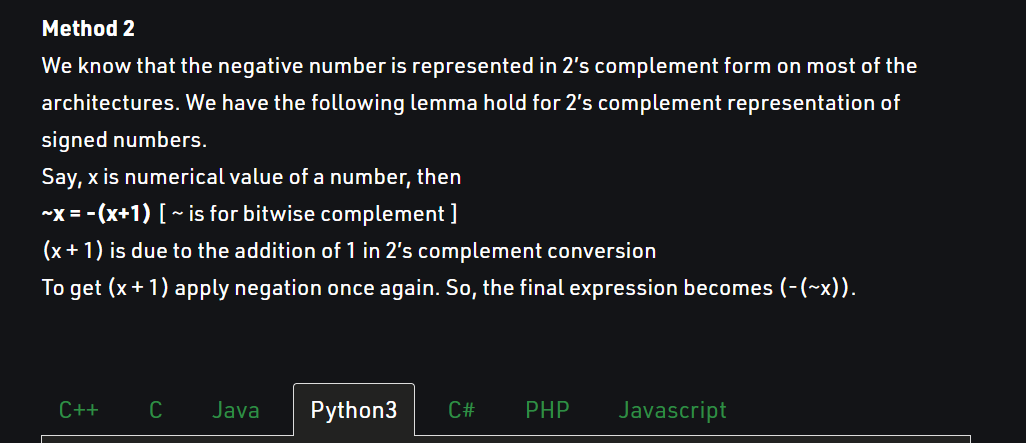 Method 2
We know that the negative number is represented in 2's complement form on most of the
architectures. We have the following lemma hold for 2's complement representation of
signed numbers.
Say, x is numerical value of a number, then
~x = -(x+1) [ ~ is for bitwise complement ]
(x + 1) is due to the addition of 1 in 2's complement conversion
To get (x + 1) apply negation once again. So, the final expression becomes (-(~x)).
C++ C Java Python3 C# PHP Javascript